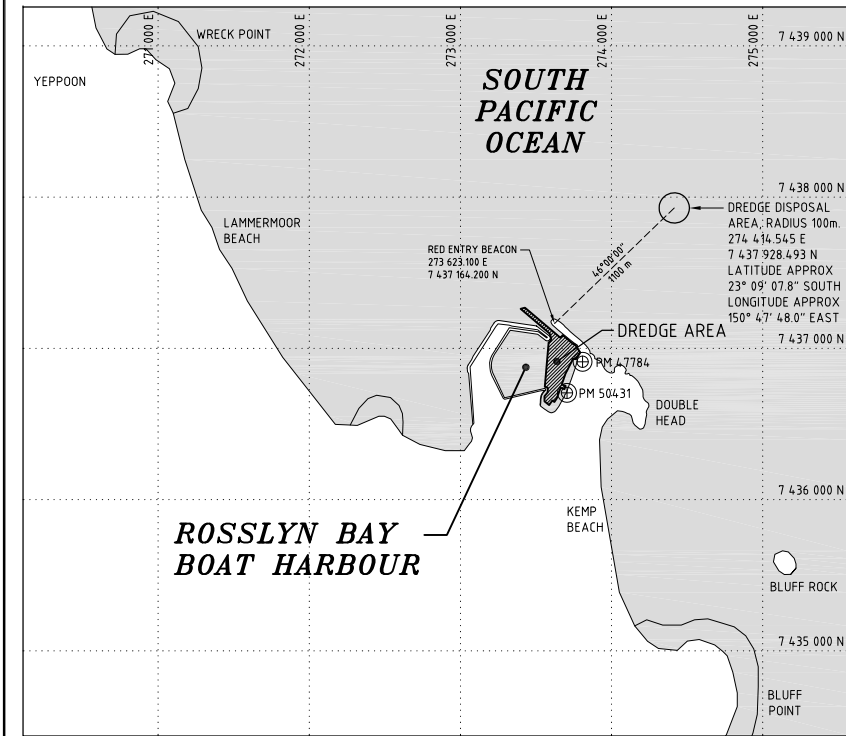 271 000 E
272 000 E
273 000 E
274 000 E
275 000 E
7 439 000 N
WRECK POINT
YEPPOON
SOUTH
PACIFIC
OCEAN
7 438 000 N
LAMMERMOOR
BEACH
DREDGE DISPOSAL
AREA, RADIUS 100m.
274 414.545 E
7 437 928.493 N
LATITUDE APPROX
23° 09' 07.8" SOUTH
LONGITUDE APPROX
150° 47' 48.0" EAST
RED ENTRY BEACON
273 623.100 E
7 437 164.200 N
46°00'00"
1100 m
DREDGE AREA
7 437 000 N
PM 47784
PM 50431
DOUBLE
HEAD
7 436 000 N
KEMP
BEACH
ROSSLYN BAY
BOAT HARBOUR
BLUFF ROCK
7 435 000 N
BLUFF
POINT